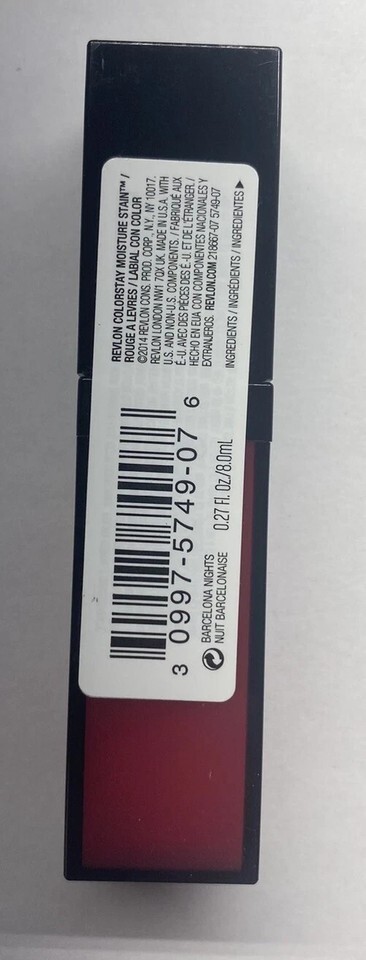 REVLON COLORSTAY MOISTURE STAIN™ /
ROUGE A LEVRES / LABIAL CON COLOR
©2014 REVLON CONS. PROD. CORP., N.Y., NY 10017.
REVLON LONDON NW1 7QX UK. MADE IN U.S.A. WITH
U.S. AND NON-U.S. COMPONENTS. / FABRIQUÉ AUX
É.-U. AVEC DES PIÈCES DES É.-U. ET DE L'ÉTRANGER. /
HECHO EN EUA CON COMPONENTES NACIONALES Y
EXTRANJEROS. REVLON.COM 218667-07 5749-07
INGREDIENTS / INGRÉDIENTS / INGREDIENTES ►
3 0997-5749-07 6
BARCELONA NIGHTS
NUIT BARCELONAISE
0.27 Fl. Oz/8.0mL